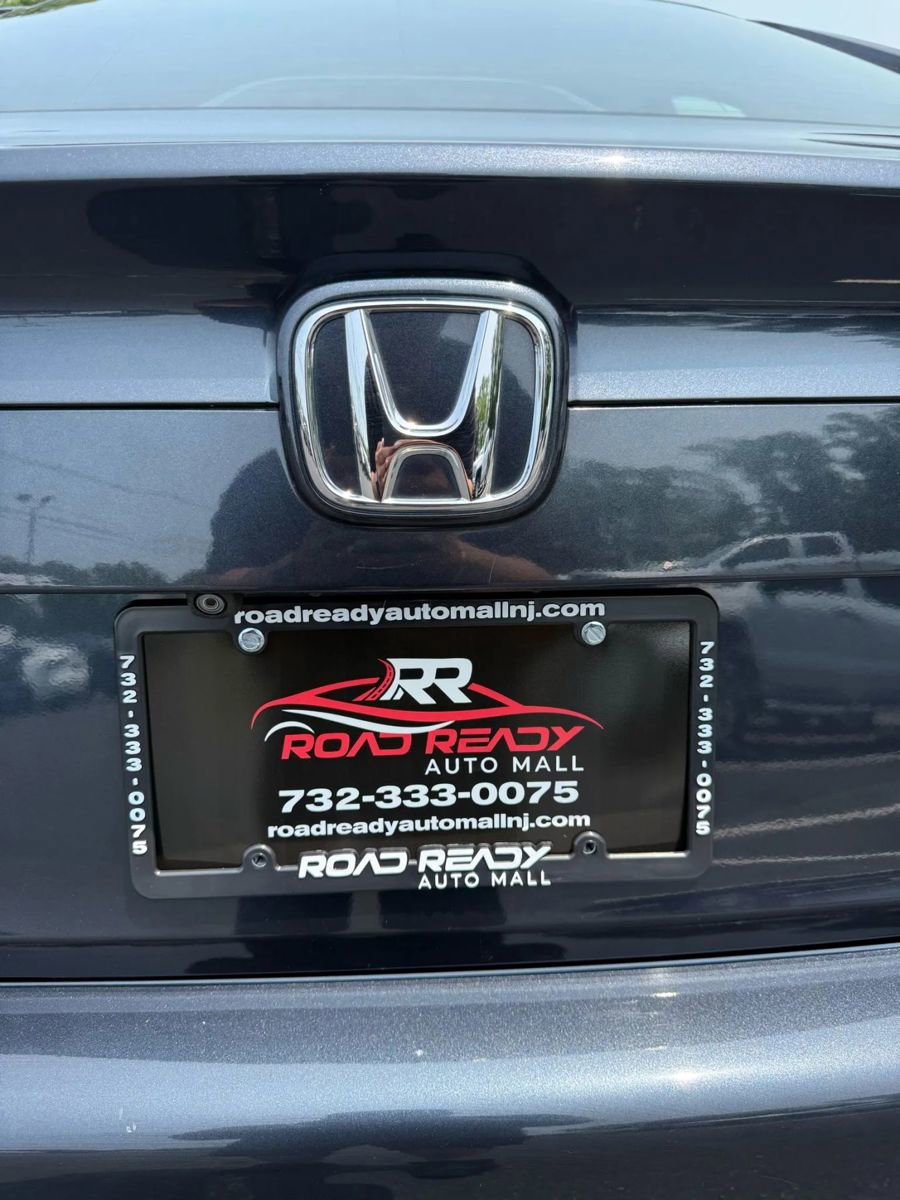 roadreadyautomallnj.com
732-333-0075
732-333-0075
RR
ROAD READY
AUTO MALL
732-333-0075
roadreadyautomallnj.com
ROAD READY
AUTO MALL